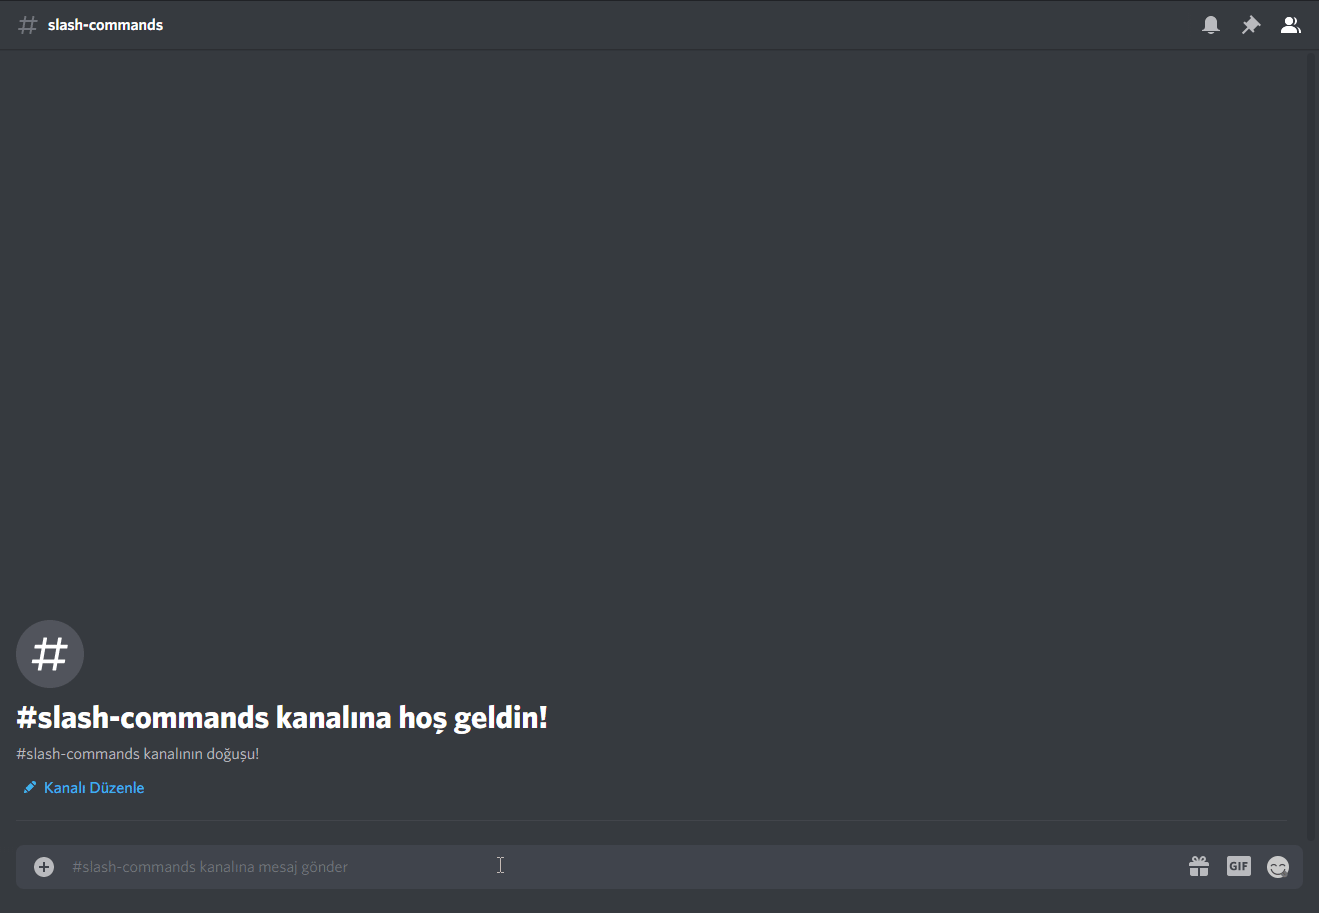 slash-commands
#slash-commands kanalına hoş geldin!
#slash-commands kanalının doğuşu!
Kanalı Düzenle
#slash-commands kanalına mesaj gönder
GIF